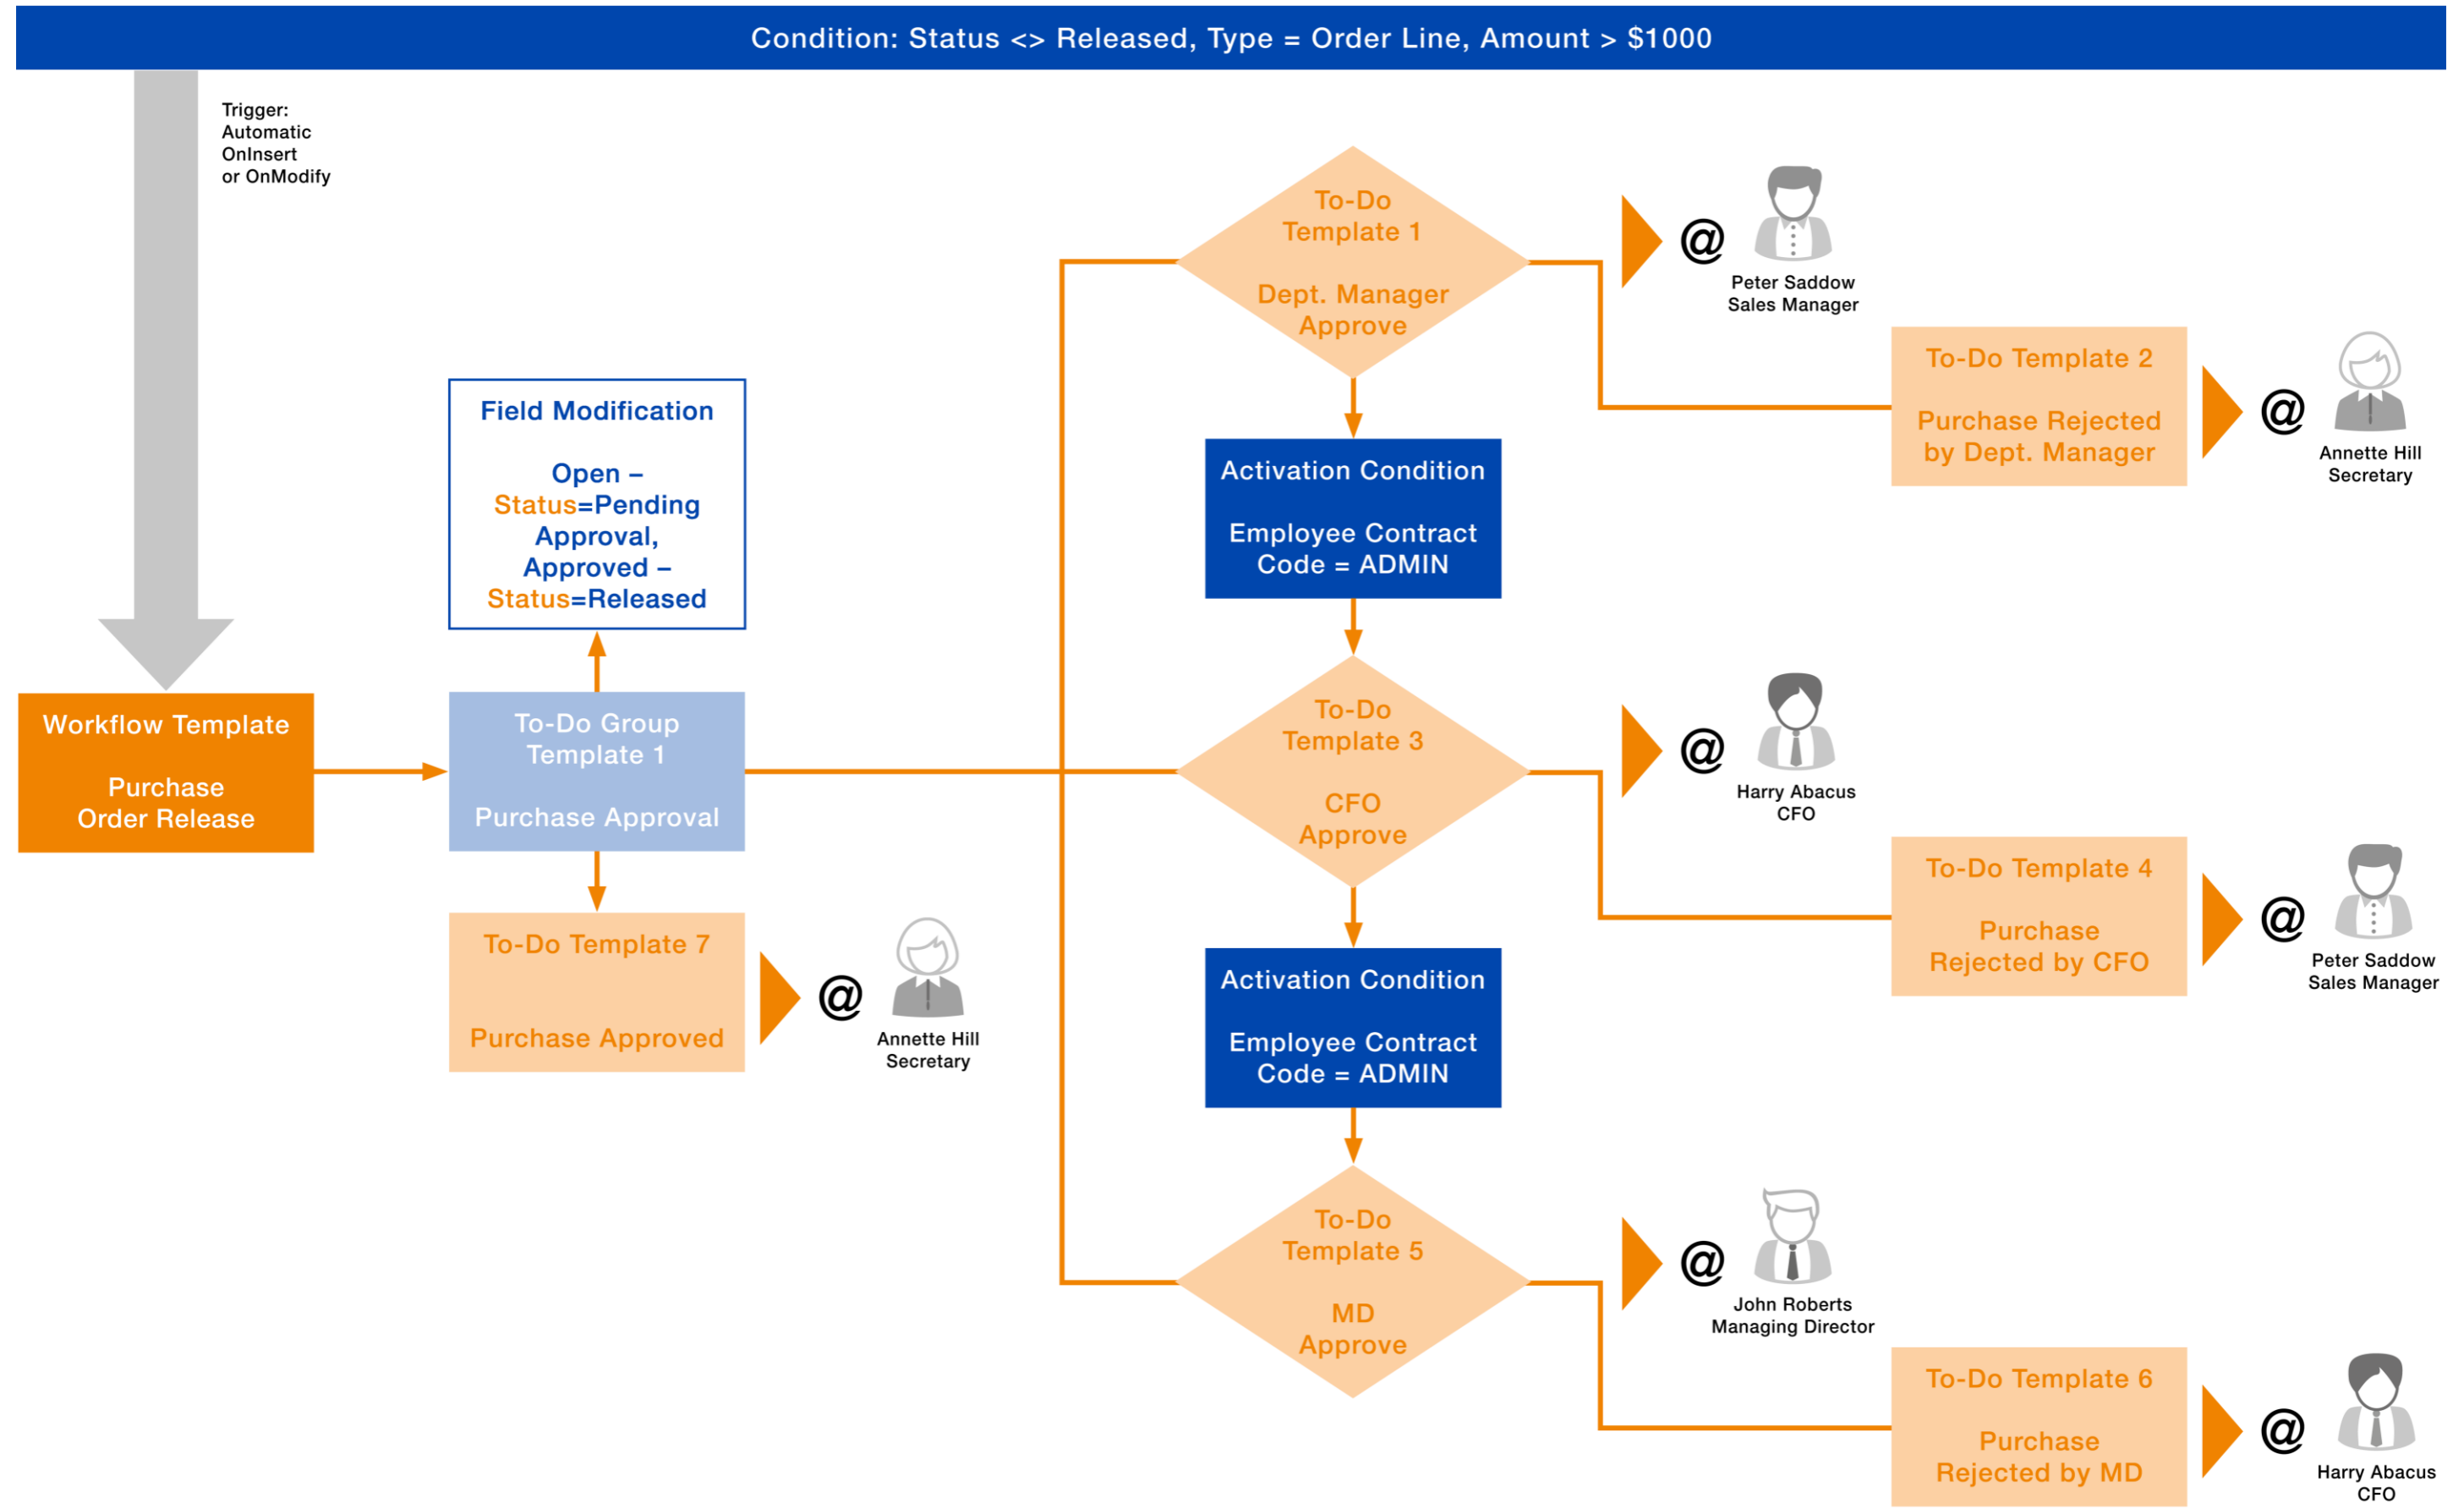 Condition: Status <> Released, Type = Order Line, Amount > $1000
Trigger:
Automatic
OnInsert
or OnModify
Workflow Template
Purchase
Order Release
Field Modification
Open –
Status=Pending
Approval,
Approved –
Status=Released
To-Do Group
Template 1
Purchase Approval
To-Do Template 7
Purchase Approved
@
Annette Hill
Secretary
To-Do
Template 1
Dept. Manager
Approve
@
Peter Saddow
Sales Manager
To-Do Template 2
Purchase Rejected
by Dept. Manager
@
Annette Hill
Secretary
Activation Condition
Employee Contract
Code = ADMIN
To-Do
Template 3
CFO
Approve
@
Harry Abacus
CFO
To-Do Template 4
Purchase
Rejected by CFO
@
Peter Saddow
Sales Manager
Activation Condition
Employee Contract
Code = ADMIN
To-Do
Template 5
MD
Approve
@
John Roberts
Managing Director
To-Do Template 6
Purchase
Rejected by MD
@
Harry Abacus
CFO